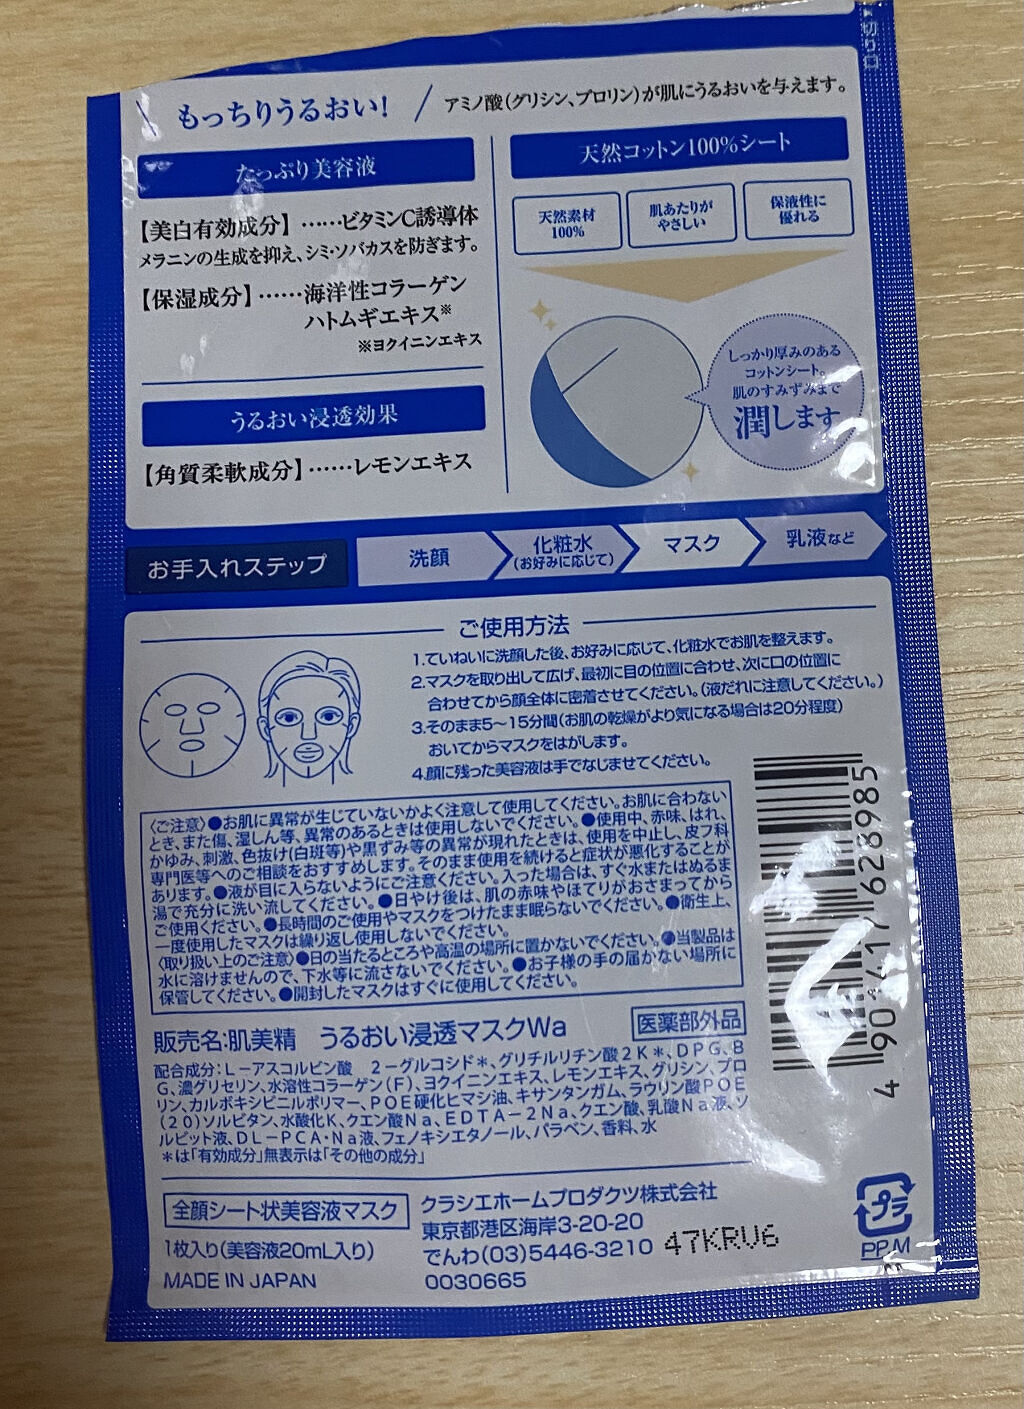 切り口
もっちりうるおい!
アミノ酸(グリシン、プロリン)が肌にうるおいを与えます。
たっぷり美容液
【美白有効成分】……ビタミンC誘導体
メラニンの生成を抑え、シミ・ソバカスを防ぎます。
【保湿成分】……海洋性コラーゲン
ハトムギエキス※
※ヨクイニンエキス
うるおい浸透効果
【角質柔軟成分】……レモンエキス
天然コットン100%シート
天然素材
100%
肌あたりが
やさしい
保液性に
優れる
しっかり厚みのある
コットンシート。
肌のすみずみまで
潤します
お手入れステップ
洗顔
化粧水
(お好みに応じて)
マスク
乳液など
ご使用方法
1.ていねいに洗顔した後、お好みに応じて、化粧水でお肌を整えます。
2.マスクを取り出して広げ、最初に目の位置に合わせ、次に口の位置に
合わせてから顔全体に密着させてください。(液だれに注意してください。)
3.そのまま5〜15分間(お肌の乾燥がより気になる場合は20分程度)
おいてからマスクをはがします。
4.顔に残った美容液は手でなじませてください。
〈ご注意〉●お肌に異常が生じていないかよく注意して使用してください。お肌に合わない
とき、また傷、湿しん等、異常のあるときは使用しないでください。●使用中、赤味、はれ、
かゆみ、刺激、色抜け(白斑等)や黒ずみ等の異常が現れたときは、使用を中止し、皮フ科
専門医等へのご相談をおすすめします。そのまま使用を続けると症状が悪化することが
あります。●液が目に入らないようにご注意ください。入った場合は、すぐ水またはぬるま
湯で充分に洗い流してください。●日やけ後は、肌の赤味やほてりがおさまってから
ご使用ください。●長時間のご使用やマスクをつけたまま眠らないでください。●衛生上、
一度使用したマスクは繰り返し使用しないでください。
〈取り扱い上のご注意〉●日の当たるところや高温の場所に置かないでください。●当製品は
水に溶けませんので、下水等に流さないでください。●お子様の手の届かない場所に
保管してください。●開封したマスクはすぐに使用してください。
4 901417 628985
販売名:肌美精 うるおい浸透マスクWa
医薬部外品
配合成分:L-アスコルビン酸 2-グルコシド*、グリチルリチン酸2K*、DPG、B
G、濃グリセリン、水溶性コラーゲン(F)、ヨクイニンエキス、レモンエキス、グリシン、プロ
リン、カルボキシビニルポリマー、POE硬化ヒマシ油、キサンタンガム、ラウリン酸POE
(20)ソルビタン、水酸化K、クエン酸Na、EDTA-2Na、クエン酸、乳酸Na液、ソ
ルビット液、DL-PCA・Na液、フェノキシエタノール、パラベン、香料、水
*は「有効成分」無表示は「その他の成分」
全顔シート状美容液マスク
1枚入り(美容液20mL入り)
MADE IN JAPAN
クラシエホームプロダクツ株式会社
東京都港区海岸3-20-20
でんわ(03)5446-3210
0030665
47KRV6
プラ
PP,M